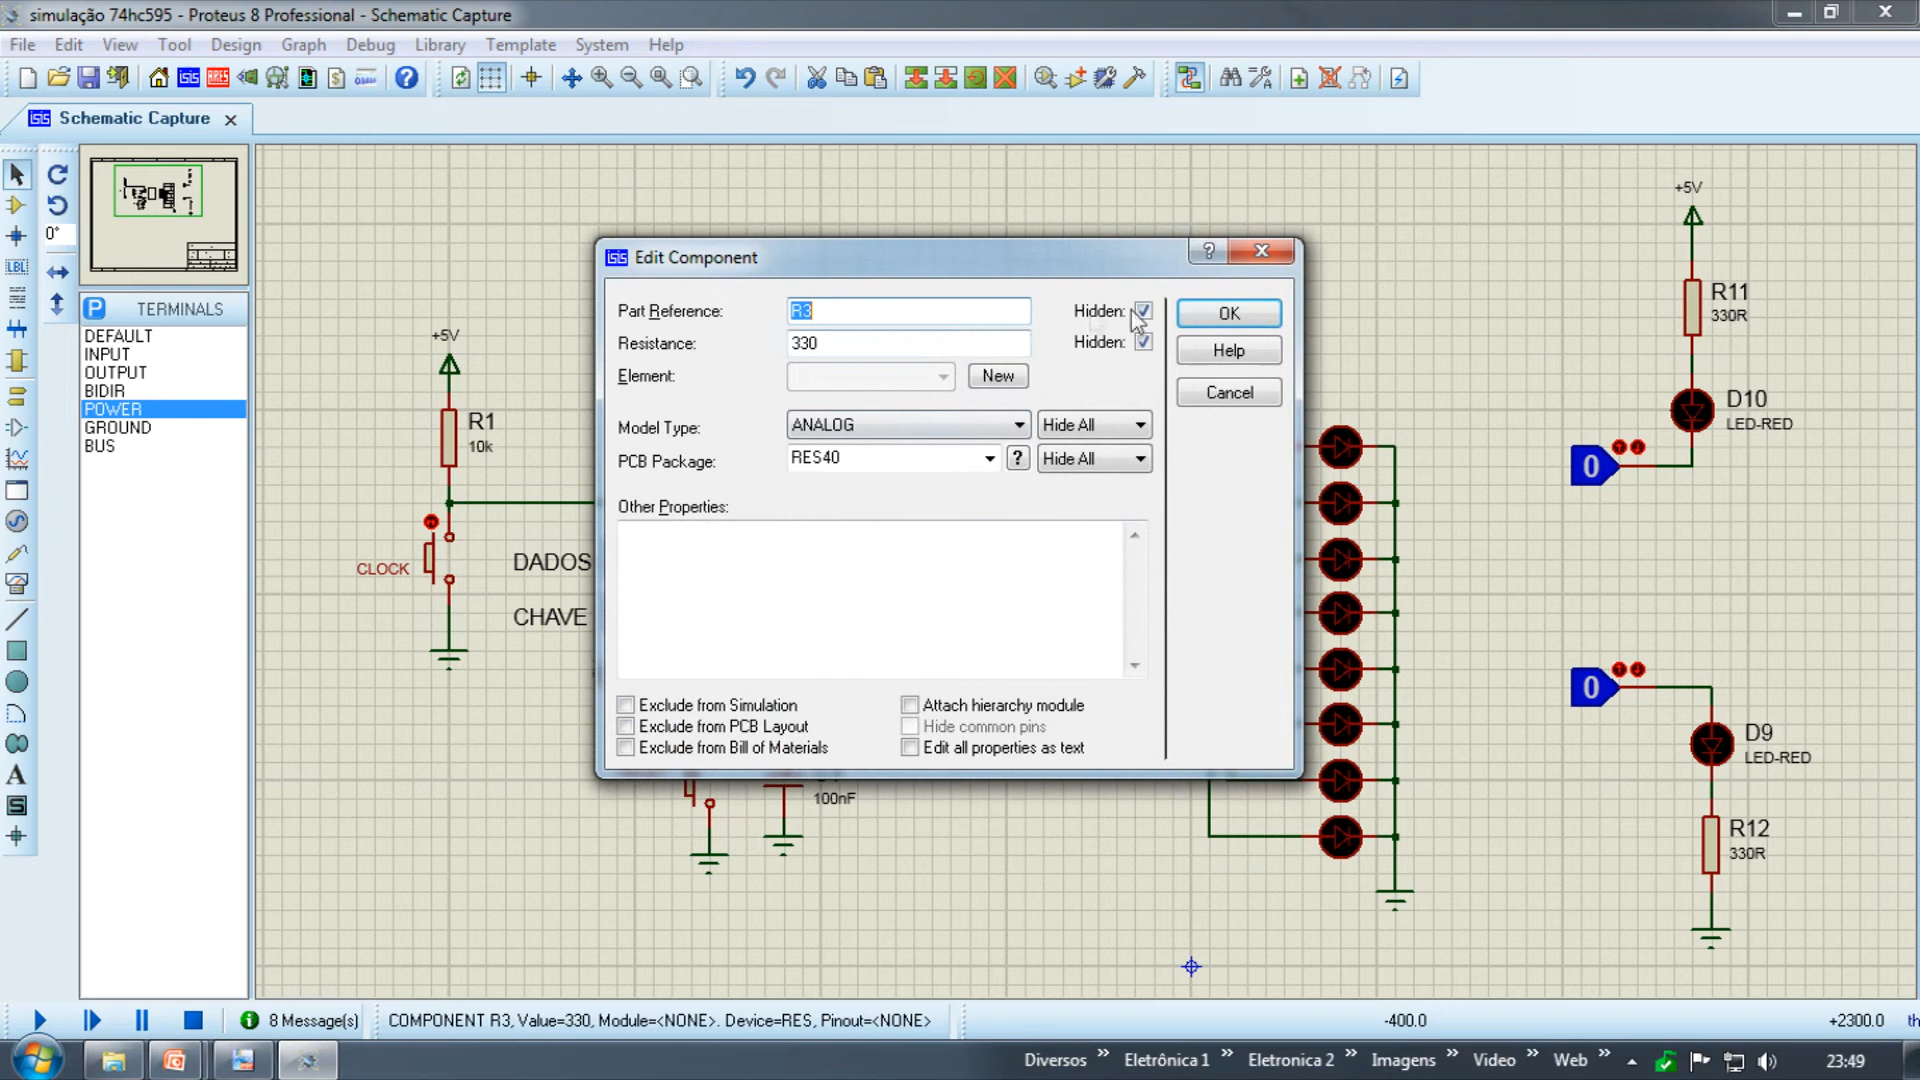 simulação 74hc595 - Proteus 8 Professional - Schematic Capture
File Edit View Tool Design Graph Debug Library Template System Help
Schematic Capture
0°
LBL
P TERMINALS
DEFAULT
INPUT
OUTPUT
BIDIR
POWER
GROUND
BUS
+5V
R1
10k
CLOCK
DADOS
CHAVE
Edit Component
Part Reference: R3 Hidden: OK
Resistance: 330 Hidden: Help
Element: New Cancel
Model Type: ANALOG Hide All
PCB Package: RES40 ? Hide All
Other Properties:
Exclude from Simulation Attach hierarchy module
Exclude from PCB Layout Hide common pins
Exclude from Bill of Materials Edit all properties as text
100nF
+5V
R11
330R
D10
LED-RED
0
0
D9
LED-RED
R12
330R
8 Message(s) COMPONENT R3, Value=330, Module=<NONE>. Device=RES, Pinout=<NONE> -400.0 +2300.0 th
Diversos Eletrônica 1 Eletronica 2 Imagens Video Web 23:49